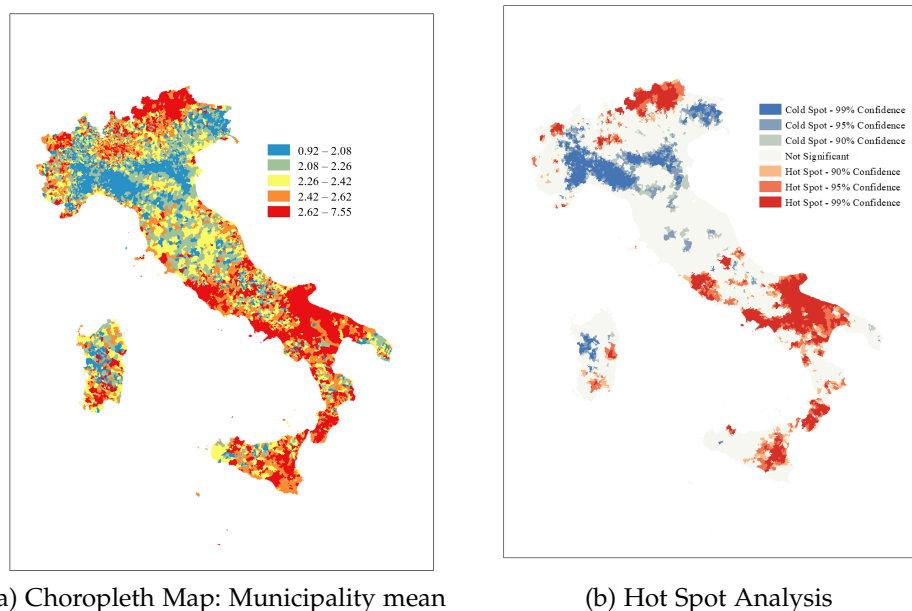 0.92 – 2.08
2.08 – 2.26
2.26 – 2.42
2.42 – 2.62
2.62 – 7.55
Cold Spot - 99% Confidence
Cold Spot - 95% Confidence
Cold Spot - 90% Confidence
Not Significant
Hot Spot - 90% Confidence
Hot Spot - 95% Confidence
Hot Spot - 99% Confidence
a) Choropleth Map: Municipality mean
(b) Hot Spot Analysis